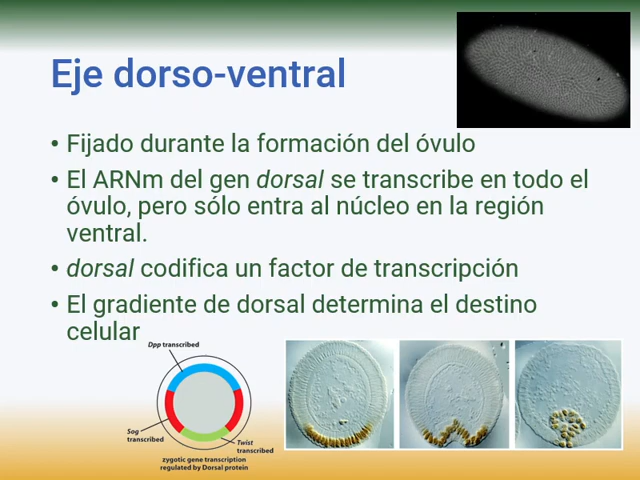 Eje dorso-ventral
• Fijado durante la formación del óvulo
• El ARNm del gen dorsal se transcribe en todo el
óvulo, pero sólo entra al núcleo en la región
ventral.
• dorsal codifica un factor de transcripción
• El gradiente de dorsal determina el destino
celular
Dpp transcribed
Sog
transcribed
Twist
transcribed
zygotic gene transcription
regulated by Dorsal protein